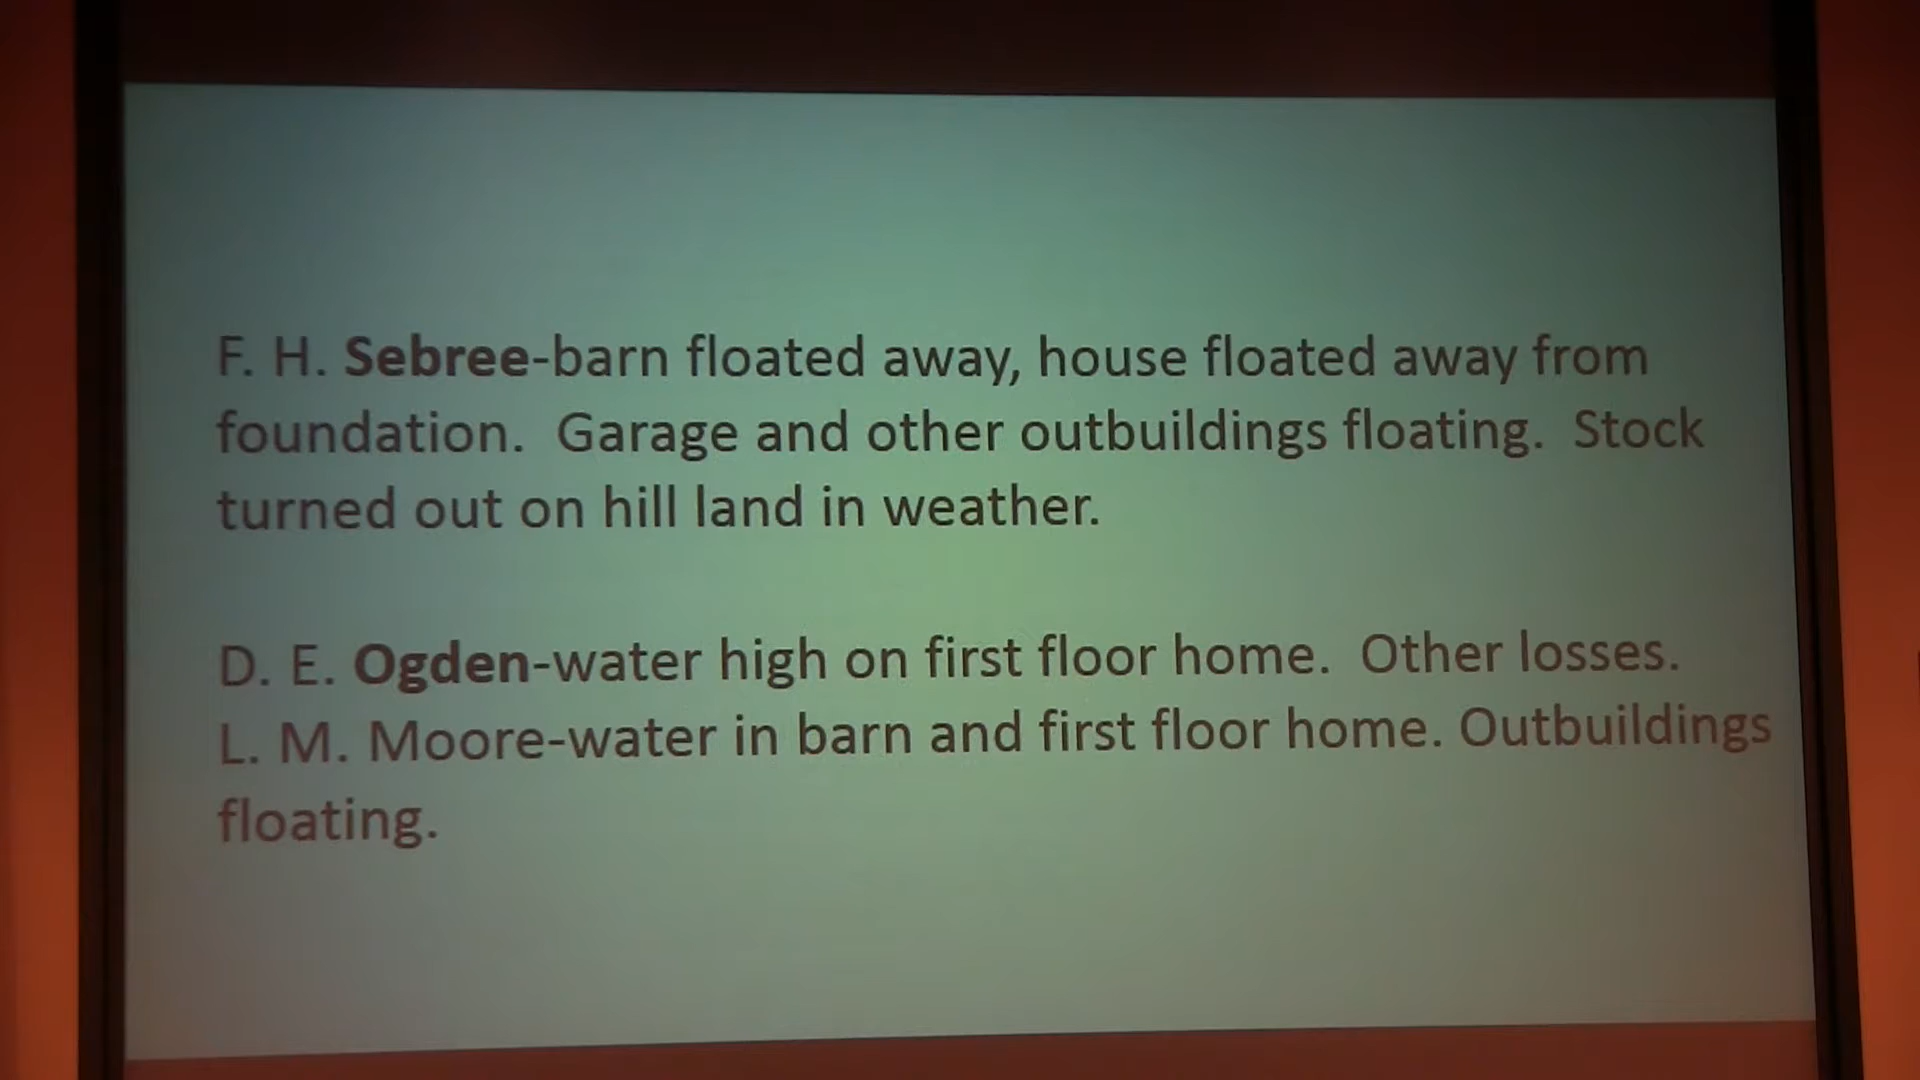 F. H. Sebree-barn floated away, house floated away from
foundation.  Garage and other outbuildings floating.  Stock
turned out on hill land in weather.
D. E. Ogden-water high on first floor home.  Other losses.
L. M. Moore-water in barn and first floor home. Outbuildings
floating.